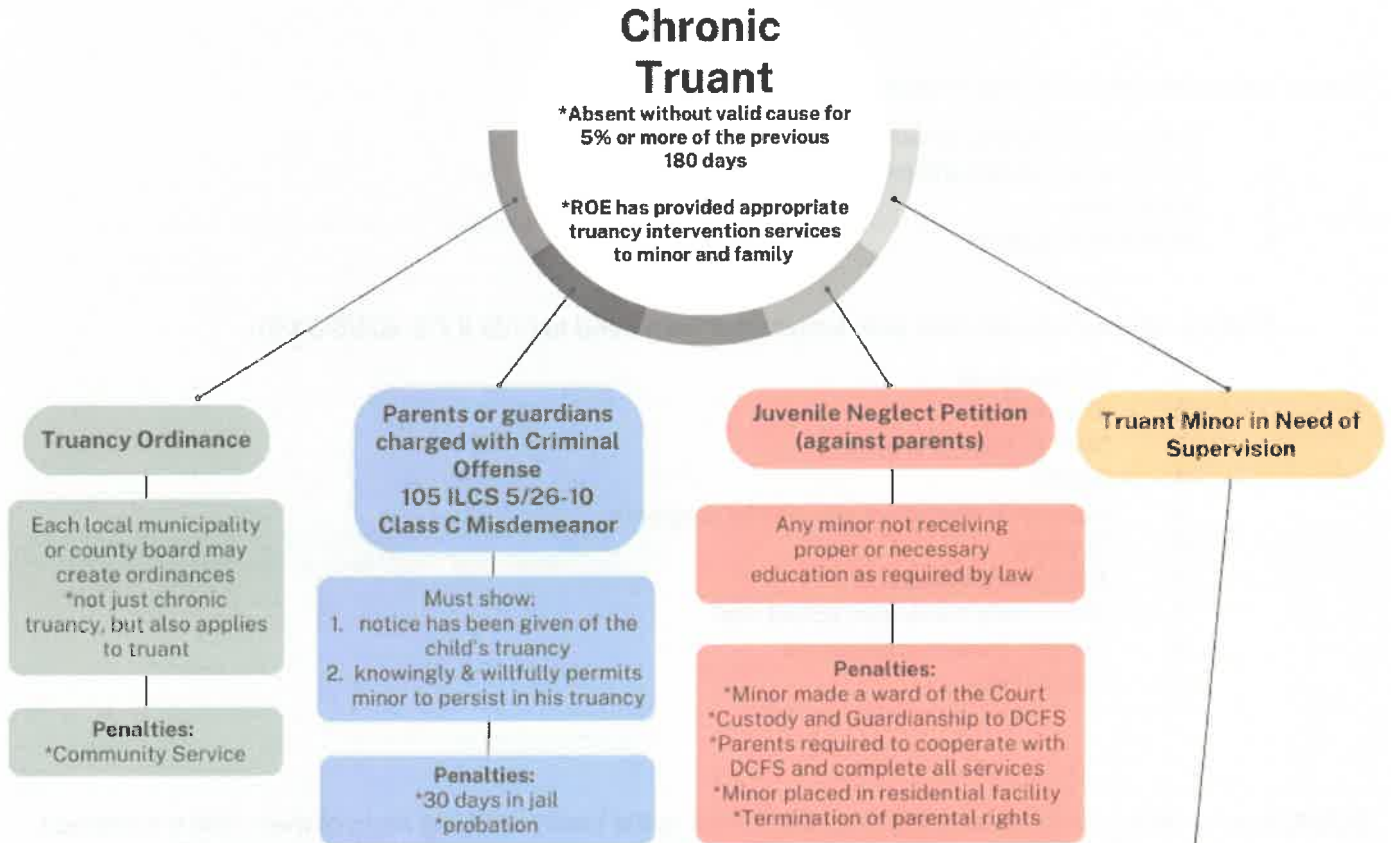 Chronic
Truant
*Absent without valid cause for
5% or more of the previous
180 days
*ROE has provided appropriate
truancy intervention services
to minor and family
Truancy Ordinance
Each local municipality
or county board may
create ordinances
*not just chronic
truancy, but also applies
to truant
Penalties:
*Community Service
Parents or guardians
charged with Criminal
Offense
105 ILCS 5/26-10
Class C Misdemeanor
Must show:
1. notice has been given of the
child's truancy
2. knowingly & willfully permits
minor to persist in his truancy
Penalties:
*30 days in jail
*probation
Juvenile Neglect Petition
(against parents)
Any minor not receiving
proper or necessary
education as required by law
Penalties:
*Minor made a ward of the Court
*Custody and Guardianship to DCFS
*Parents required to cooperate with
DCFS and complete all services
*Minor placed in residential facility
*Termination of parental rights
Truant Minor in Need of
Supervision